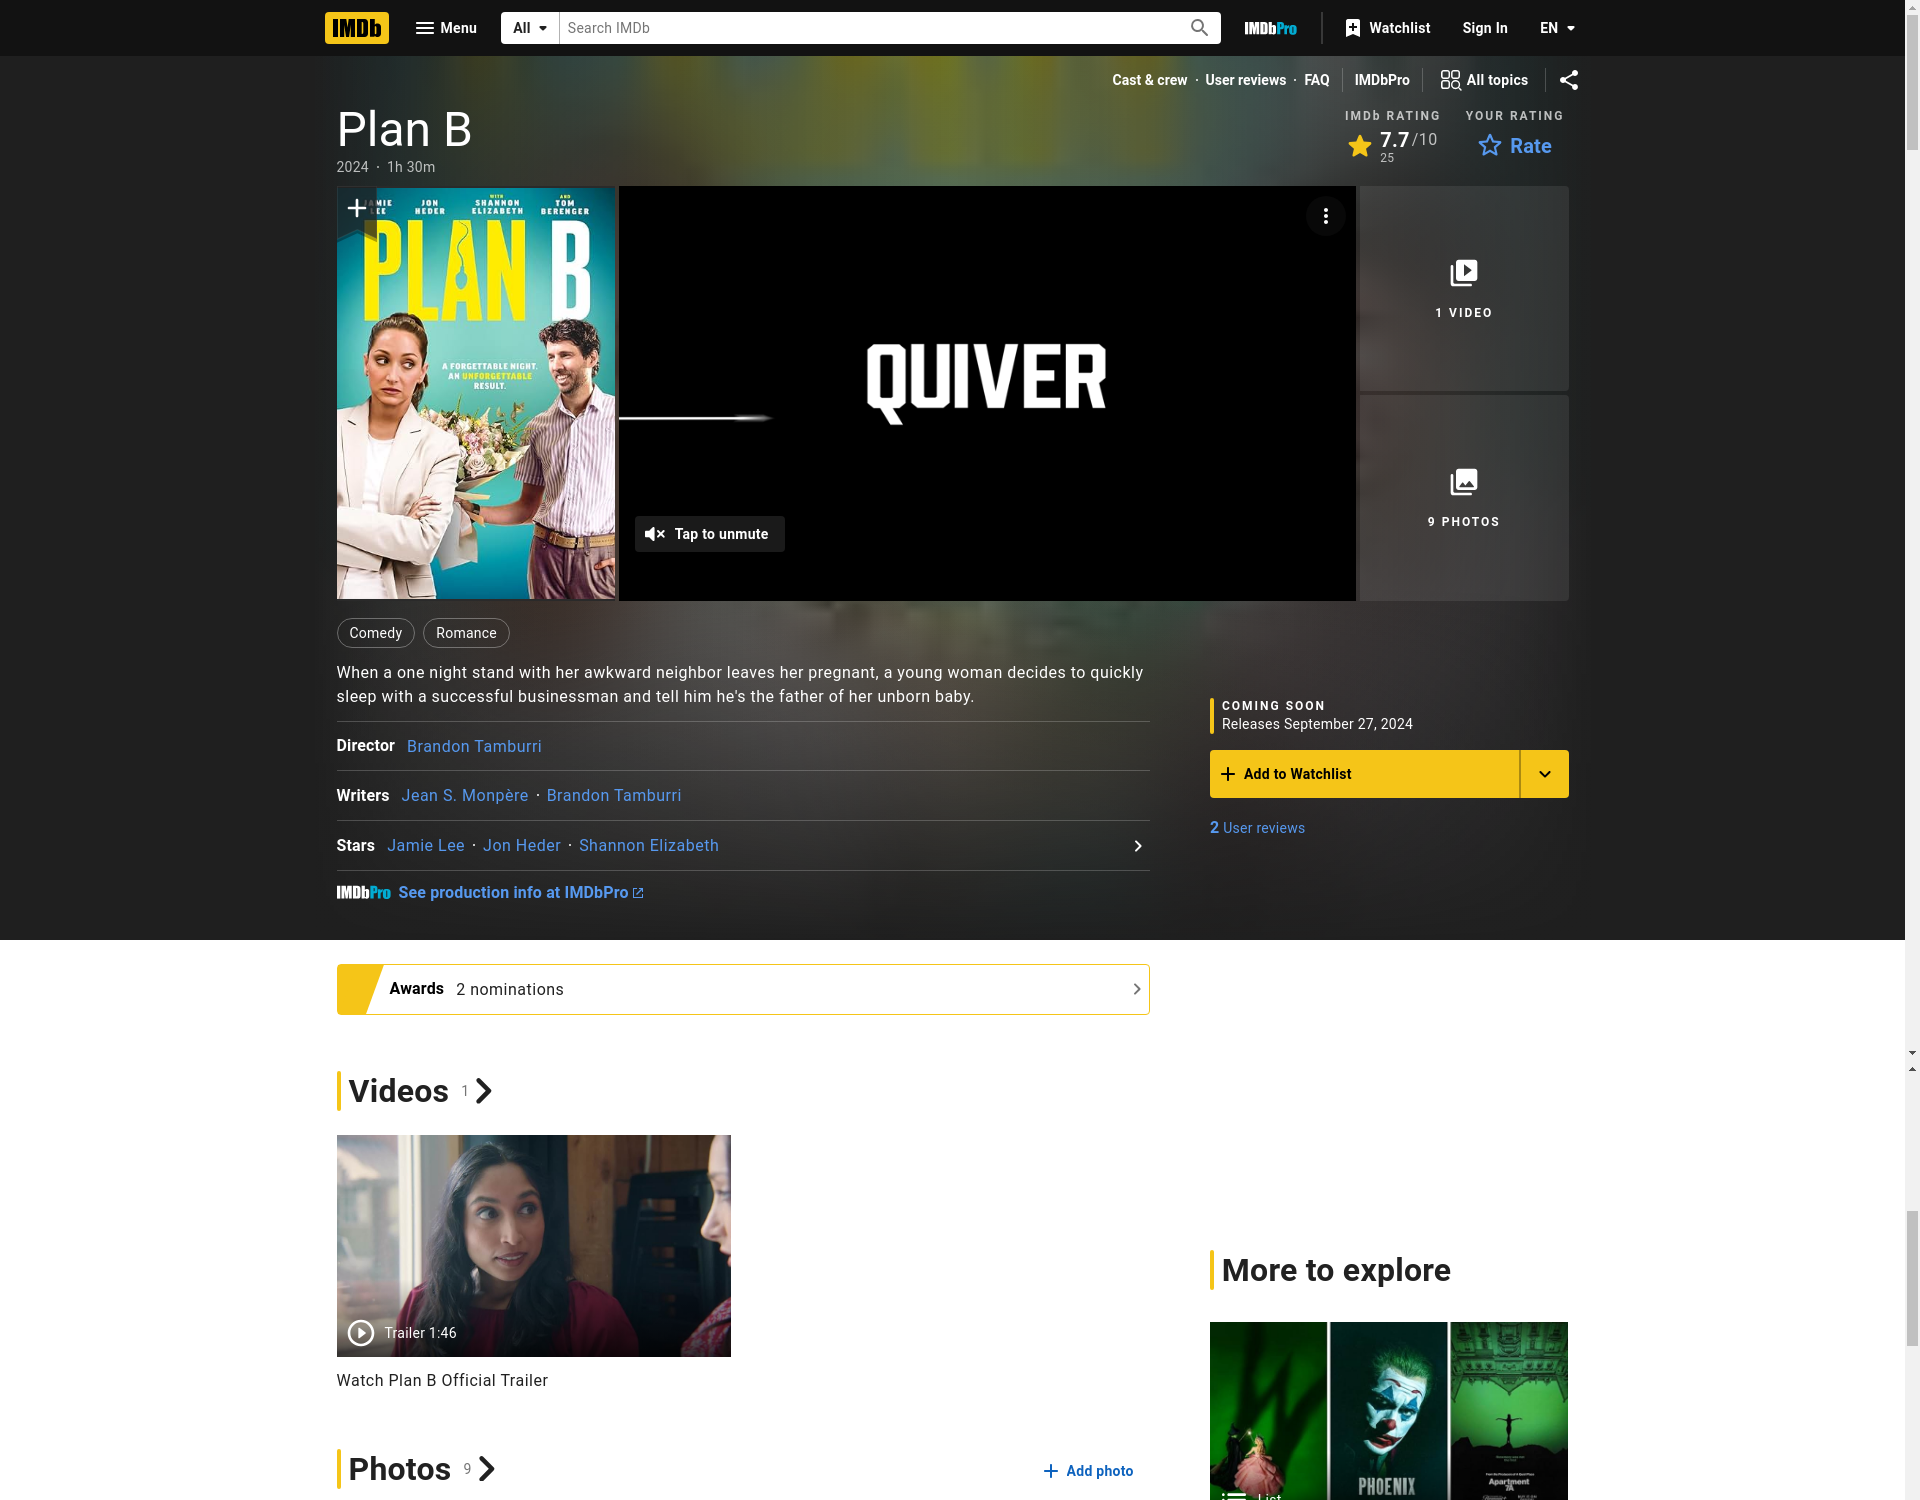 IMDb
Menu
All
Search IMDb
IMDbPro
Watchlist
Sign In
EN
Cast & crew · User reviews · FAQ
IMDbPro
All topics
Plan B
2024 · 1h 30m
IMDb RATING
7.7/10
25
YOUR RATING
Rate
JON HEDER
WITH SHANNON ELIZABETH
AND TOM BERENGER
PLAN B
A FORGETTABLE NIGHT.
AN UNFORGETTABLE
RESULT.
QUIVER
Tap to unmute
1 VIDEO
9 PHOTOS
Comedy
Romance
When a one night stand with her awkward neighbor leaves her pregnant, a young woman decides to quickly
sleep with a successful businessman and tell him he's the father of her unborn baby.
Director Brandon Tamburri
Writers Jean S. Monpère · Brandon Tamburri
Stars Jamie Lee · Jon Heder · Shannon Elizabeth
IMDbPro See production info at IMDbPro
COMING SOON
Releases September 27, 2024
Add to Watchlist
2 User reviews
Awards 2 nominations
Videos 1
Trailer 1:46
Watch Plan B Official Trailer
Photos 9
Add photo
More to explore
PHOENIX
Apartment
7A
List